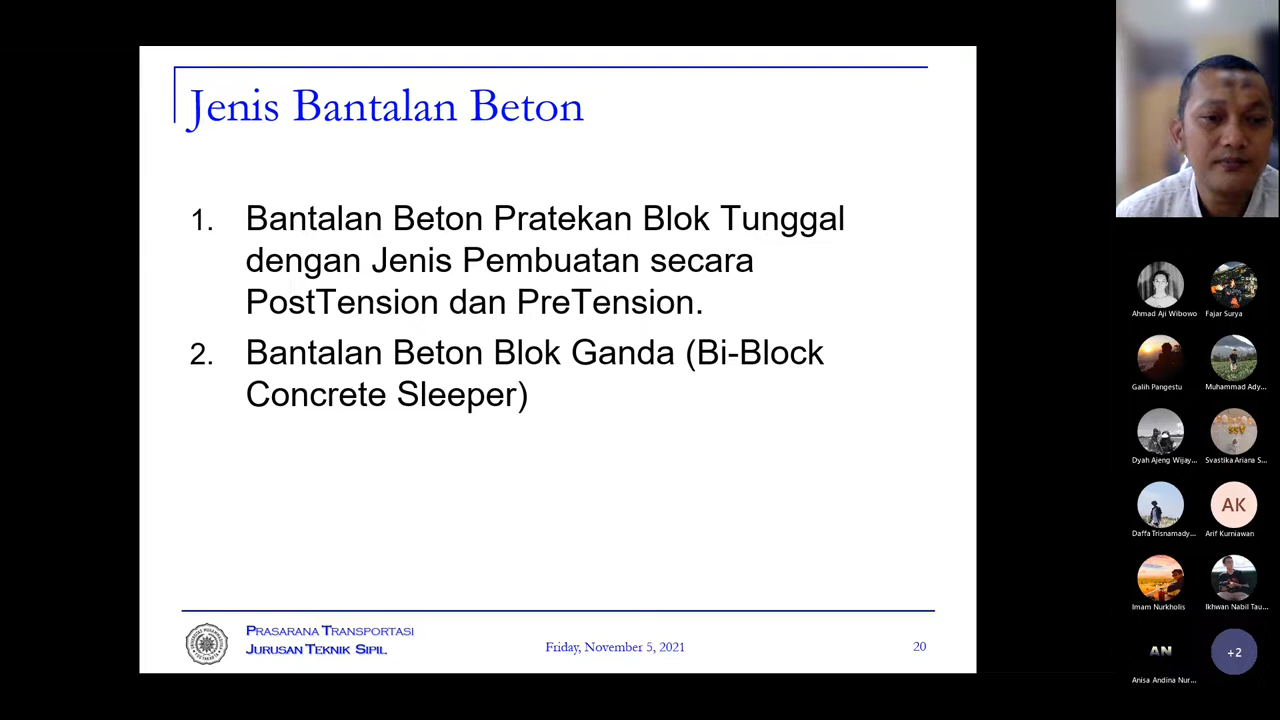 Jenis Bantalan Beton
1. Bantalan Beton Pratekan Blok Tunggal
dengan Jenis Pembuatan secara
PostTension dan PreTension.
2. Bantalan Beton Blok Ganda (Bi-Block
Concrete Sleeper)
PRASARANA TRANSPORTASI
JURUSAN TEKNIK SIPIL
Friday, November 5, 2021
20
Ahmad Aji Wibowo
Fajar Surya
Galih Pangestu
Muhammad Ady...
Dyah Ajeng Wijay...
Svastika Ariana S...
Daffa Trisnamady...
AK
Arif Kurniawan
Imam Nurkholis
Ikhwan Nabil Tau...
AN
+2
Anisa Andina Nur...